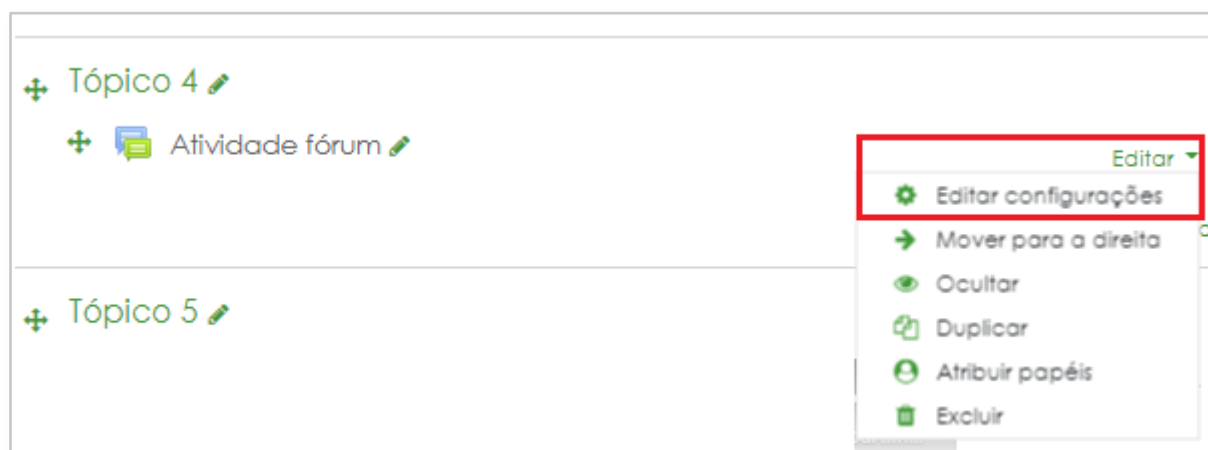 Tópico 4
Atividade fórum
Editar
Editar configurações
Mover para a direita
Ocultar
Duplicar
Atribuir papéis
Excluir
Tópico 5